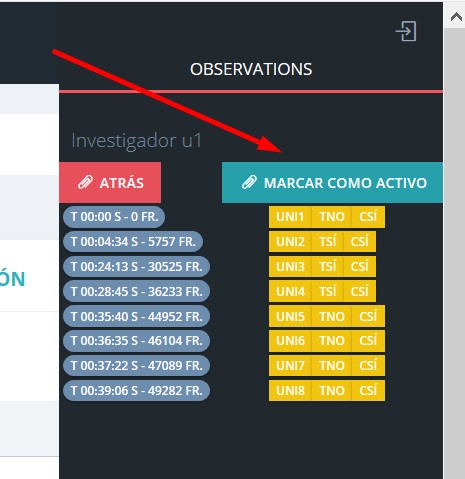 OBSERVATIONS
Investigador u1
ATRÁS MARCAR COMO ACTIVO
T 00:00 S - 0 FR. UNI1 TNO CSÍ
T 00:04:34 S - 5757 FR. UNI2 TSÍ CSÍ
T 00:24:13 S - 30525 FR. UNI3 TSÍ CSÍ
ÓN
T 00:28:45 S - 36233 FR. UNI4 TSÍ CSÍ
T 00:35:40 S - 44952 FR. UNI5 TNO CSÍ
T 00:36:35 S - 46104 FR. UNI6 TNO CSÍ
T 00:37:22 S - 47089 FR. UNI7 TNO CSÍ
T 00:39:06 S - 49282 FR. UNI8 TNO CSÍ